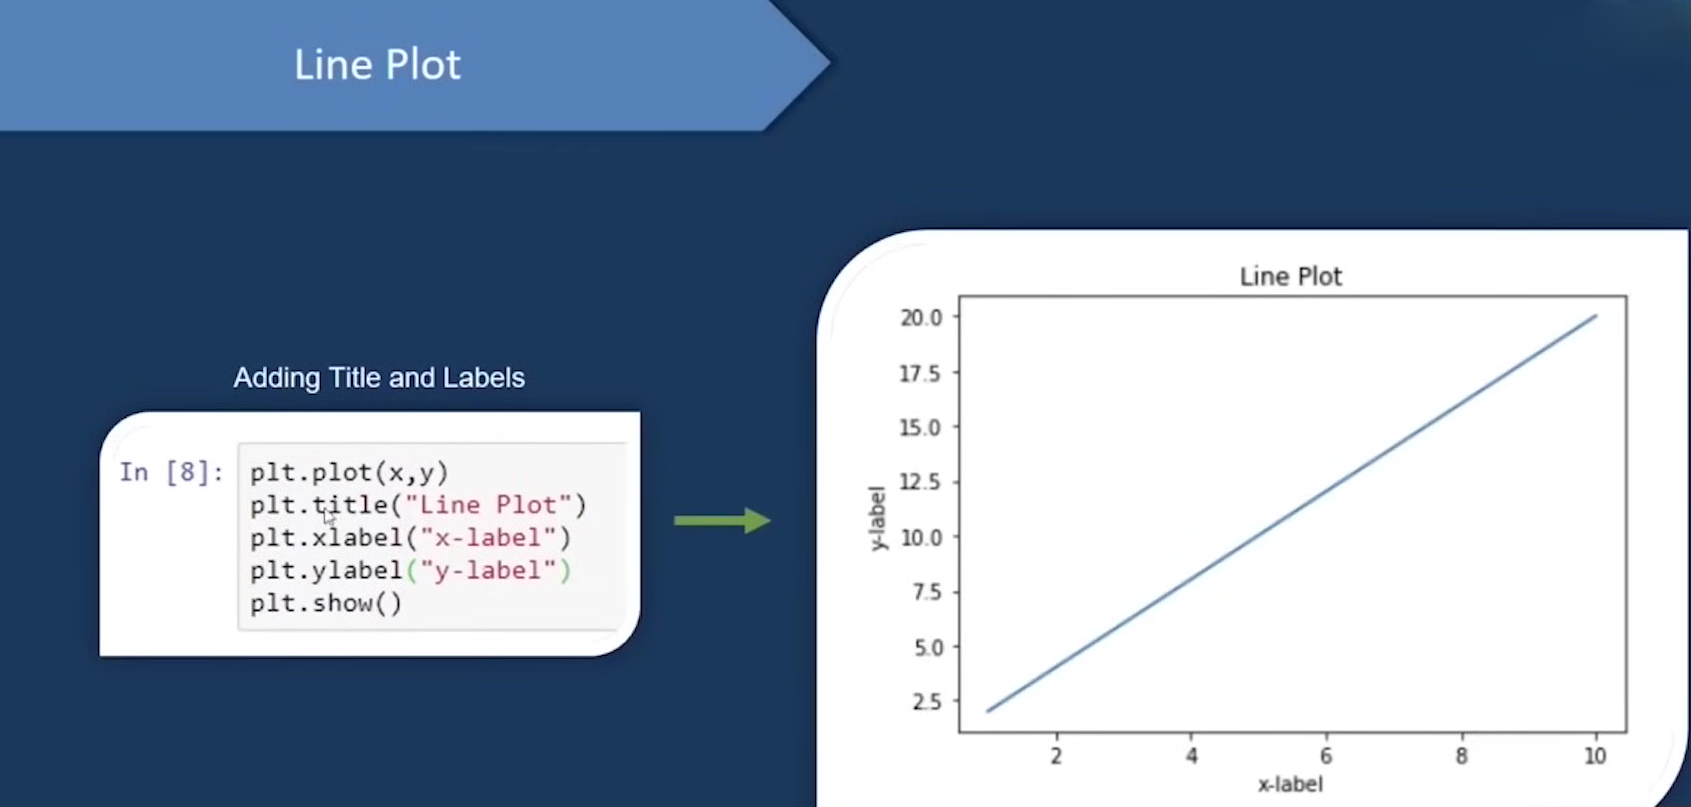 Line Plot
Adding Title and Labels
In [8]:
plt.plot(x,y)
plt.title("Line Plot")
plt.xlabel("x-label")
plt.ylabel("y-label")
plt.show()
Line Plot
20.0
17.5
15.0
12.5
10.0
7.5
5.0
2.5
y-label
2 4 6 8 10
x-label